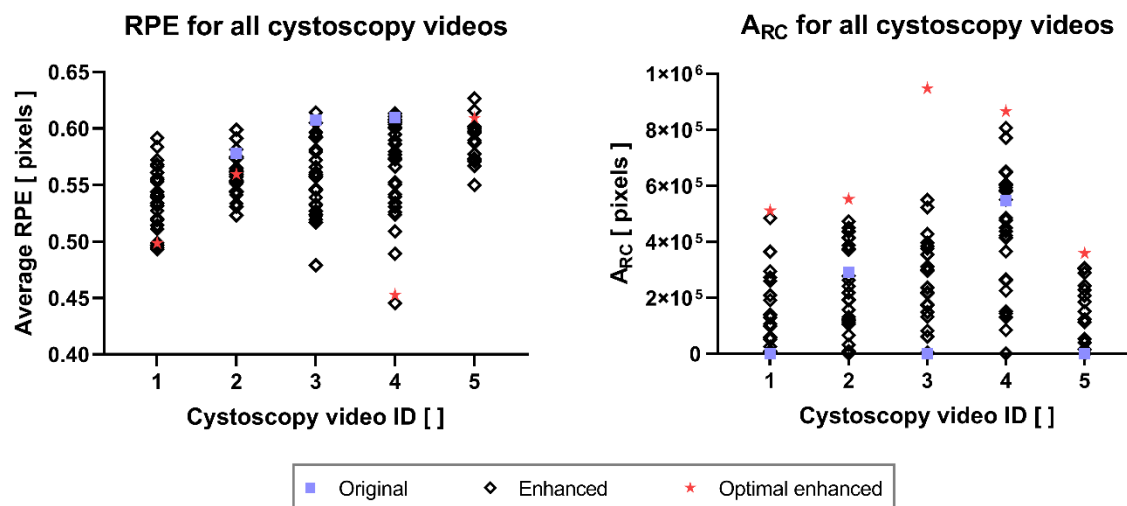 RPE for all cystoscopy videos
Average RPE [ pixels ]
0.65
0.60
0.55
0.50
0.45
0.40
1 2 3 4 5
Cystoscopy video ID [ ]
A_RC for all cystoscopy videos
A_RC [ pixels ]
1×10⁶
8×10⁵
6×10⁵
4×10⁵
2×10⁵
0
1 2 3 4 5
Cystoscopy video ID [ ]
Original Enhanced Optimal enhanced